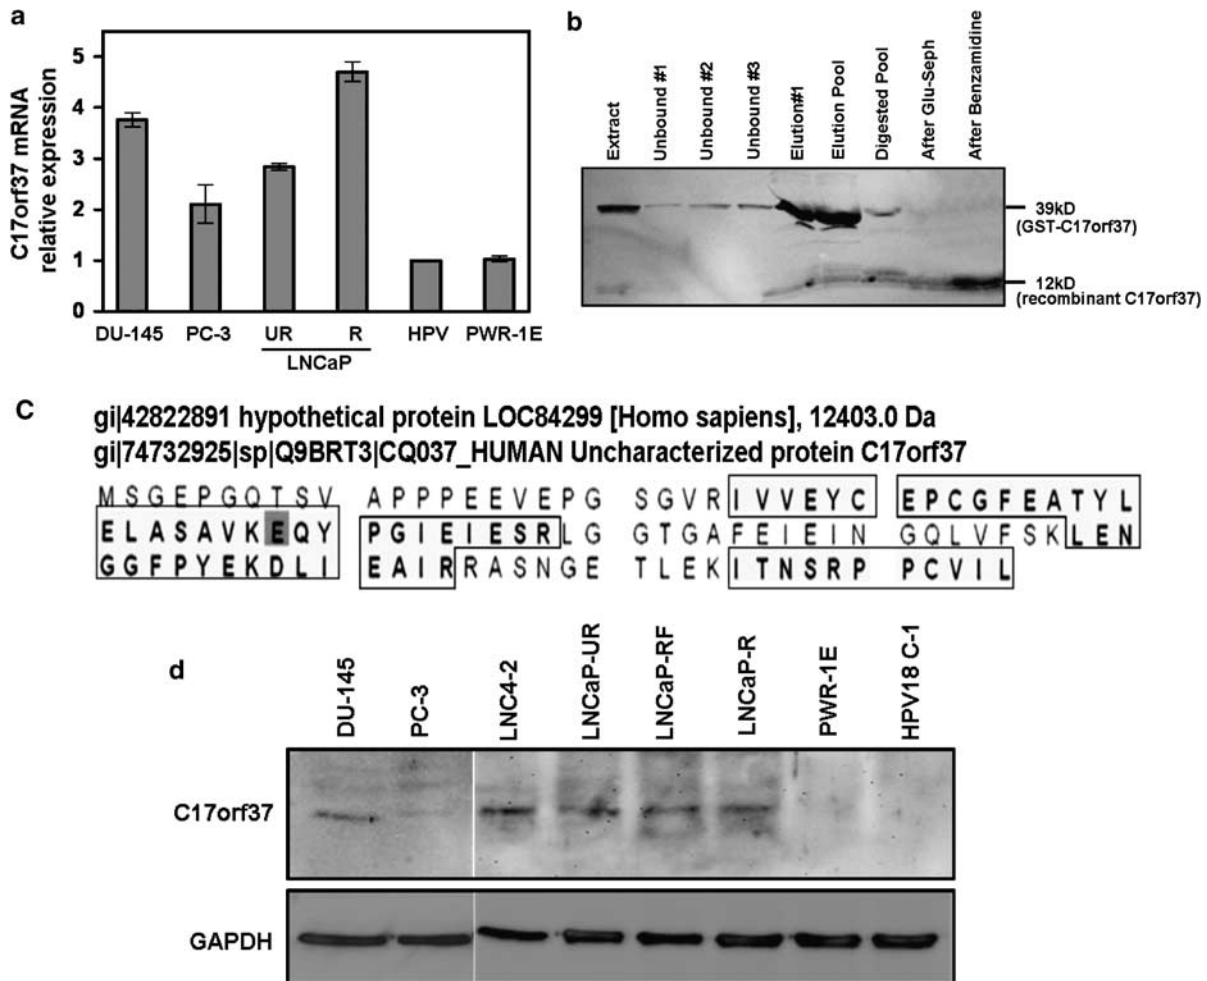 a
C17orf37 mRNA
relative expression
5
4
3
2
1
0
DU-145 PC-3 UR R HPV PWR-1E
LNCaP
b
Extract
Unbound #1
Unbound #2
Unbound #3
Elution#1
Elution Pool
Digested Pool
After Glu-Seph
After Benzamidine
39kD
(GST-C17orf37)
12kD
(recombinant C17orf37)
C
gi|42822891 hypothetical protein LOC84299 [Homo sapiens], 12403.0 Da
gi|74732925|sp|Q9BRT3|CQ037_HUMAN Uncharacterized protein C17orf37
MSGEPGQTSV APPPEEVEPG SGVRIVVEYC EPCGFEATYL
ELASAVKEQY PGIEIESRLG GTGAFEIEIN GQLVFSKLEN
GGFPYEKDLI EAIRRASNGE TLEKITNSRP PCVIL
d
DU-145
PC-3
LNC4-2
LNCaP-UR
LNCaP-RF
LNCaP-R
PWR-1E
HPV18 C-1
C17orf37
GAPDH